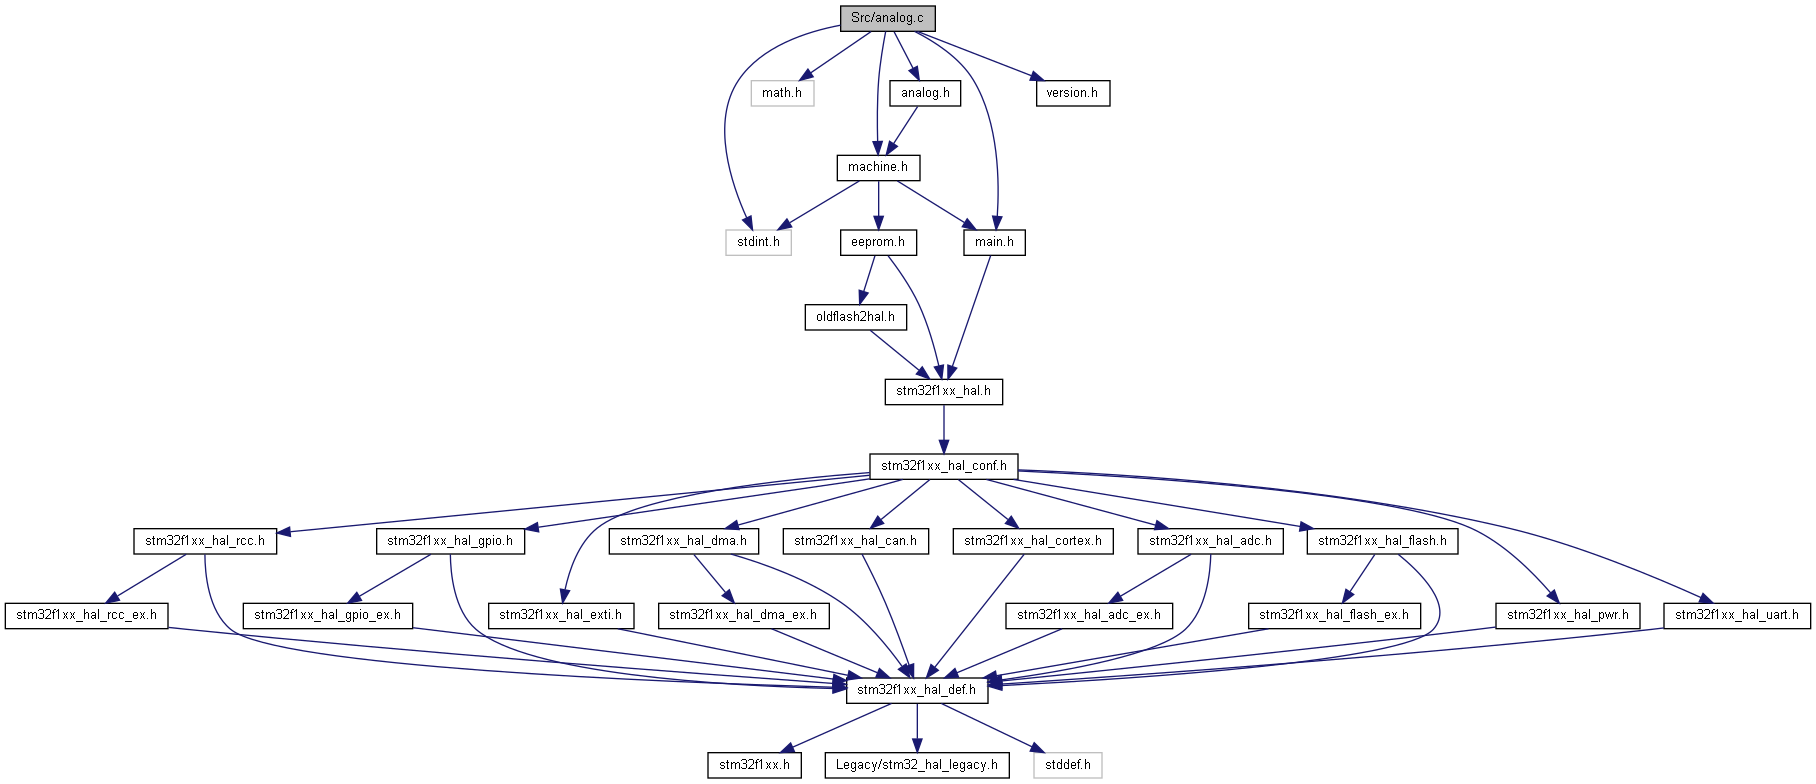 Src/analog.c
math.h
analog.h
version.h
machine.h
stdint.h
eeprom.h
main.h
oldflash2hal.h
stm32f1xx_hal.h
stm32f1xx_hal_conf.h
stm32f1xx_hal_rcc.h
stm32f1xx_hal_gpio.h
stm32f1xx_hal_dma.h
stm32f1xx_hal_can.h
stm32f1xx_hal_cortex.h
stm32f1xx_hal_adc.h
stm32f1xx_hal_flash.h
stm32f1xx_hal_rcc_ex.h
stm32f1xx_hal_gpio_ex.h
stm32f1xx_hal_exti.h
stm32f1xx_hal_dma_ex.h
stm32f1xx_hal_adc_ex.h
stm32f1xx_hal_flash_ex.h
stm32f1xx_hal_pwr.h
stm32f1xx_hal_uart.h
stm32f1xx_hal_def.h
stm32f1xx.h
Legacy/stm32_hal_legacy.h
stddef.h